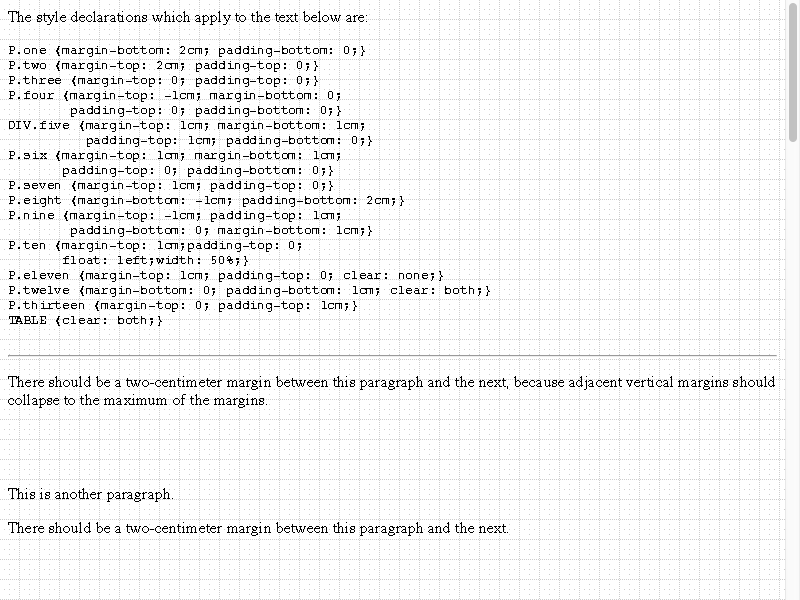 The style declarations which apply to the text below are:
P.one {margin-bottom: 2cm; padding-bottom: 0;}
P.two {margin-top: 2cm; padding-top: 0;}
P.three {margin-top: 0; padding-top: 0;}
P.four {margin-top: -1cm; margin-bottom: 0;
padding-top: 0; padding-bottom: 0;}
DIV.five {margin-top: 1cm; margin-bottom: 1cm;
padding-top: 1cm; padding-bottom: 0;}
P.six {margin-top: 1cm; margin-bottom: 1cm;
padding-top: 0; padding-bottom: 0;}
P.seven {margin-top: 1cm; padding-top: 0;}
P.eight {margin-bottom: -1cm; padding-bottom: 2cm;}
P.nine {margin-top: -1cm; padding-top: 1cm;
padding-bottom: 0; margin-bottom: 1cm;}
P.ten {margin-top: 1cm;padding-top: 0;
float: left;width: 50%;}
P.eleven {margin-top: 1cm; padding-top: 0; clear: none;}
P.twelve {margin-bottom: 0; padding-bottom: 1cm; clear: both;}
P.thirteen {margin-top: 0; padding-top: 1cm;}
TABLE {clear: both;}
There should be a two-centimeter margin between this paragraph and the next, because adjacent vertical margins should
collapse to the maximum of the margins.
This is another paragraph.
There should be a two-centimeter margin between this paragraph and the next.